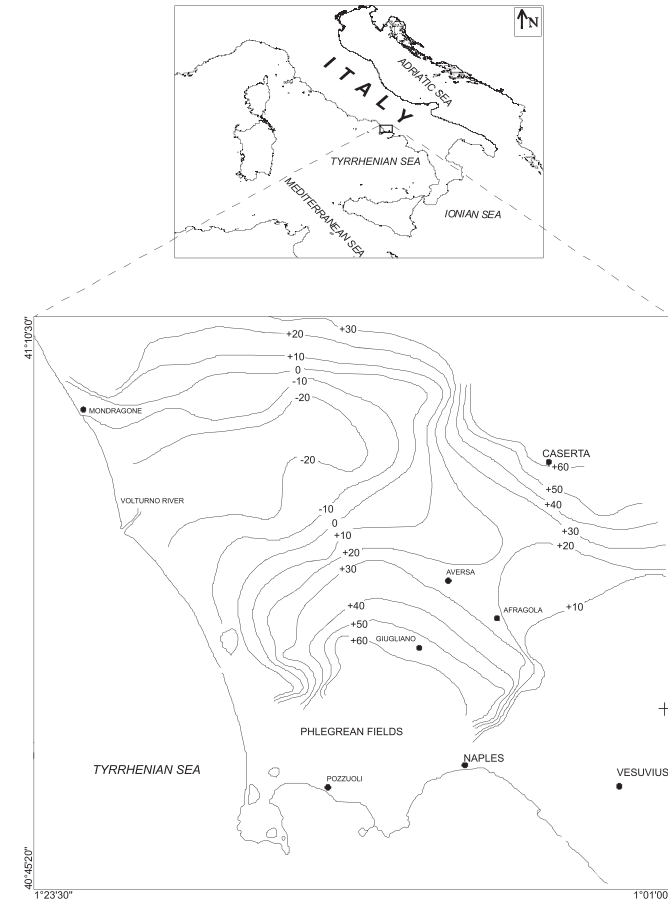 N
ITALY
ADRIATIC SEA
TYRRHENIAN SEA
MEDITERRANEAN SEA
IONIAN SEA
41°10'30"
+20
+30
+10
0
-10
-20
MONDRAGONE
CASERTA
+60
-20
+50
VOLTURNO RIVER
+40
-10
0
+30
+10
+20
+20
+30
AVERSA
+10
+40
AFRAGOLA
+50
GIUGLIANO
+60
PHLEGREAN FIELDS
TYRRHENIAN SEA
NAPLES
POZZUOLI
VESUVIUS
40°45'20"
1°23'30"
1°01'00